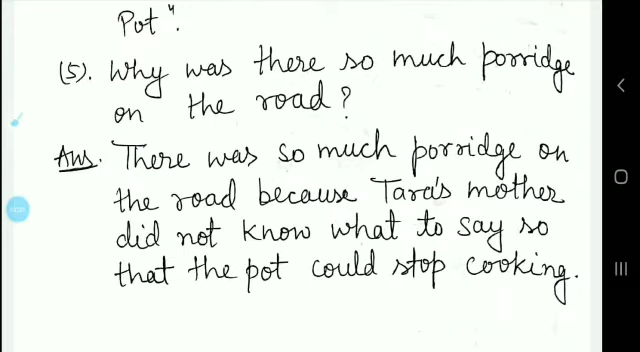 Pot".
(5). Why was there so much porridge
on the road?
Ans. There was so much porridge on
the road because Tara's mother
did not know what to say so
that the pot could stop cooking.